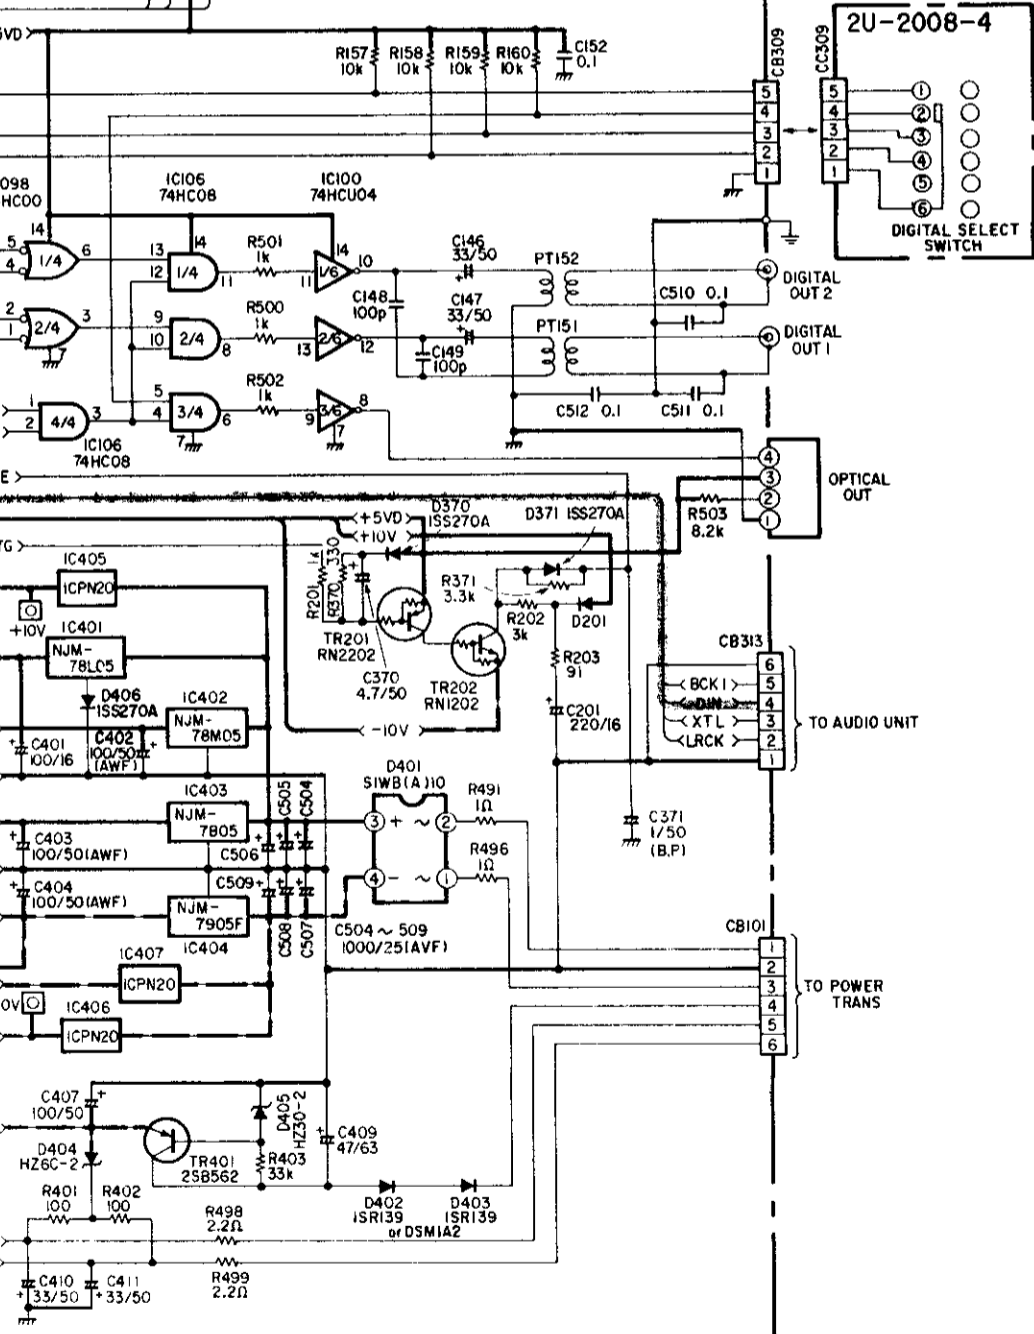 2U-2008-4
5VD
R157
10k
R158
10k
R159
10k
R160
10k
C152
0.1
CB309
5
4
3
2
1
CC309
5
4
3
2
1
1
2
3
4
5
6
DIGITAL SELECT
SWITCH
098
HC00
IC106
74HC08
IC100
74HCU04
14
5
4
1/4
6
13
12
14
1/4
11
R501
1k
11
14
1/6
10
C146
33/50
+
PT152
DIGITAL
OUT 2
C510 0.1
2
1
2/4
3
7
9
10
2/4
8
R500
1k
13
2/6
12
C148
100p
C147
33/50
+
C149
100p
PT151
DIGITAL
OUT 1
C512 0.1
C511 0.1
1
2
4/4
3
IC106
74HC08
5
4
3/4
6
7
R502
1k
9
3/6
8
7
4
3
2
1
OPTICAL
OUT
R503
8.2k
E
TG
+5VD
+10V
D370
1SS270A
D371 1SS270A
R201 1k
R370 330
R371
3.3k
TR201
RN2202
C370
4.7/50
R202
3k
D201
R203
91
TR202
RN1202
C201
220/16
-10V
IC405
ICPN20
+10V
IC401
NJM-
78L05
D406
1SS270A
C401
100/16
C402
100/50
(AWF)
IC402
NJM-
78M05
IC403
NJM-
7805
C403
100/50(AWF)
C404
100/50(AWF)
NJM-
7905F
IC404
C506
C505
C504
C509
C508
C507
C504 ~ 509
1000/25(AVF)
D401
S1WB(A)10
3
+
~
2
4
-
~
1
R491
1Ω
R496
1Ω
C371
1/50
(B.P)
CB313
6
5
4
3
2
1
BCK1
DIN
XTL
LRCK
TO AUDIO UNIT
CB101
1
2
3
4
5
6
TO POWER
TRANS
IC407
ICPN20
0V
IC406
ICPN20
C407
100/50
D404
HZ6C-2
TR401
2SB562
D405
HZ30-2
R403
33k
C409
47/63
R401
100
R402
100
R498
2.2Ω
R499
2.2Ω
D402
1SR139
D403
1SR139
or DSM1A2
C410
33/50
C411
33/50